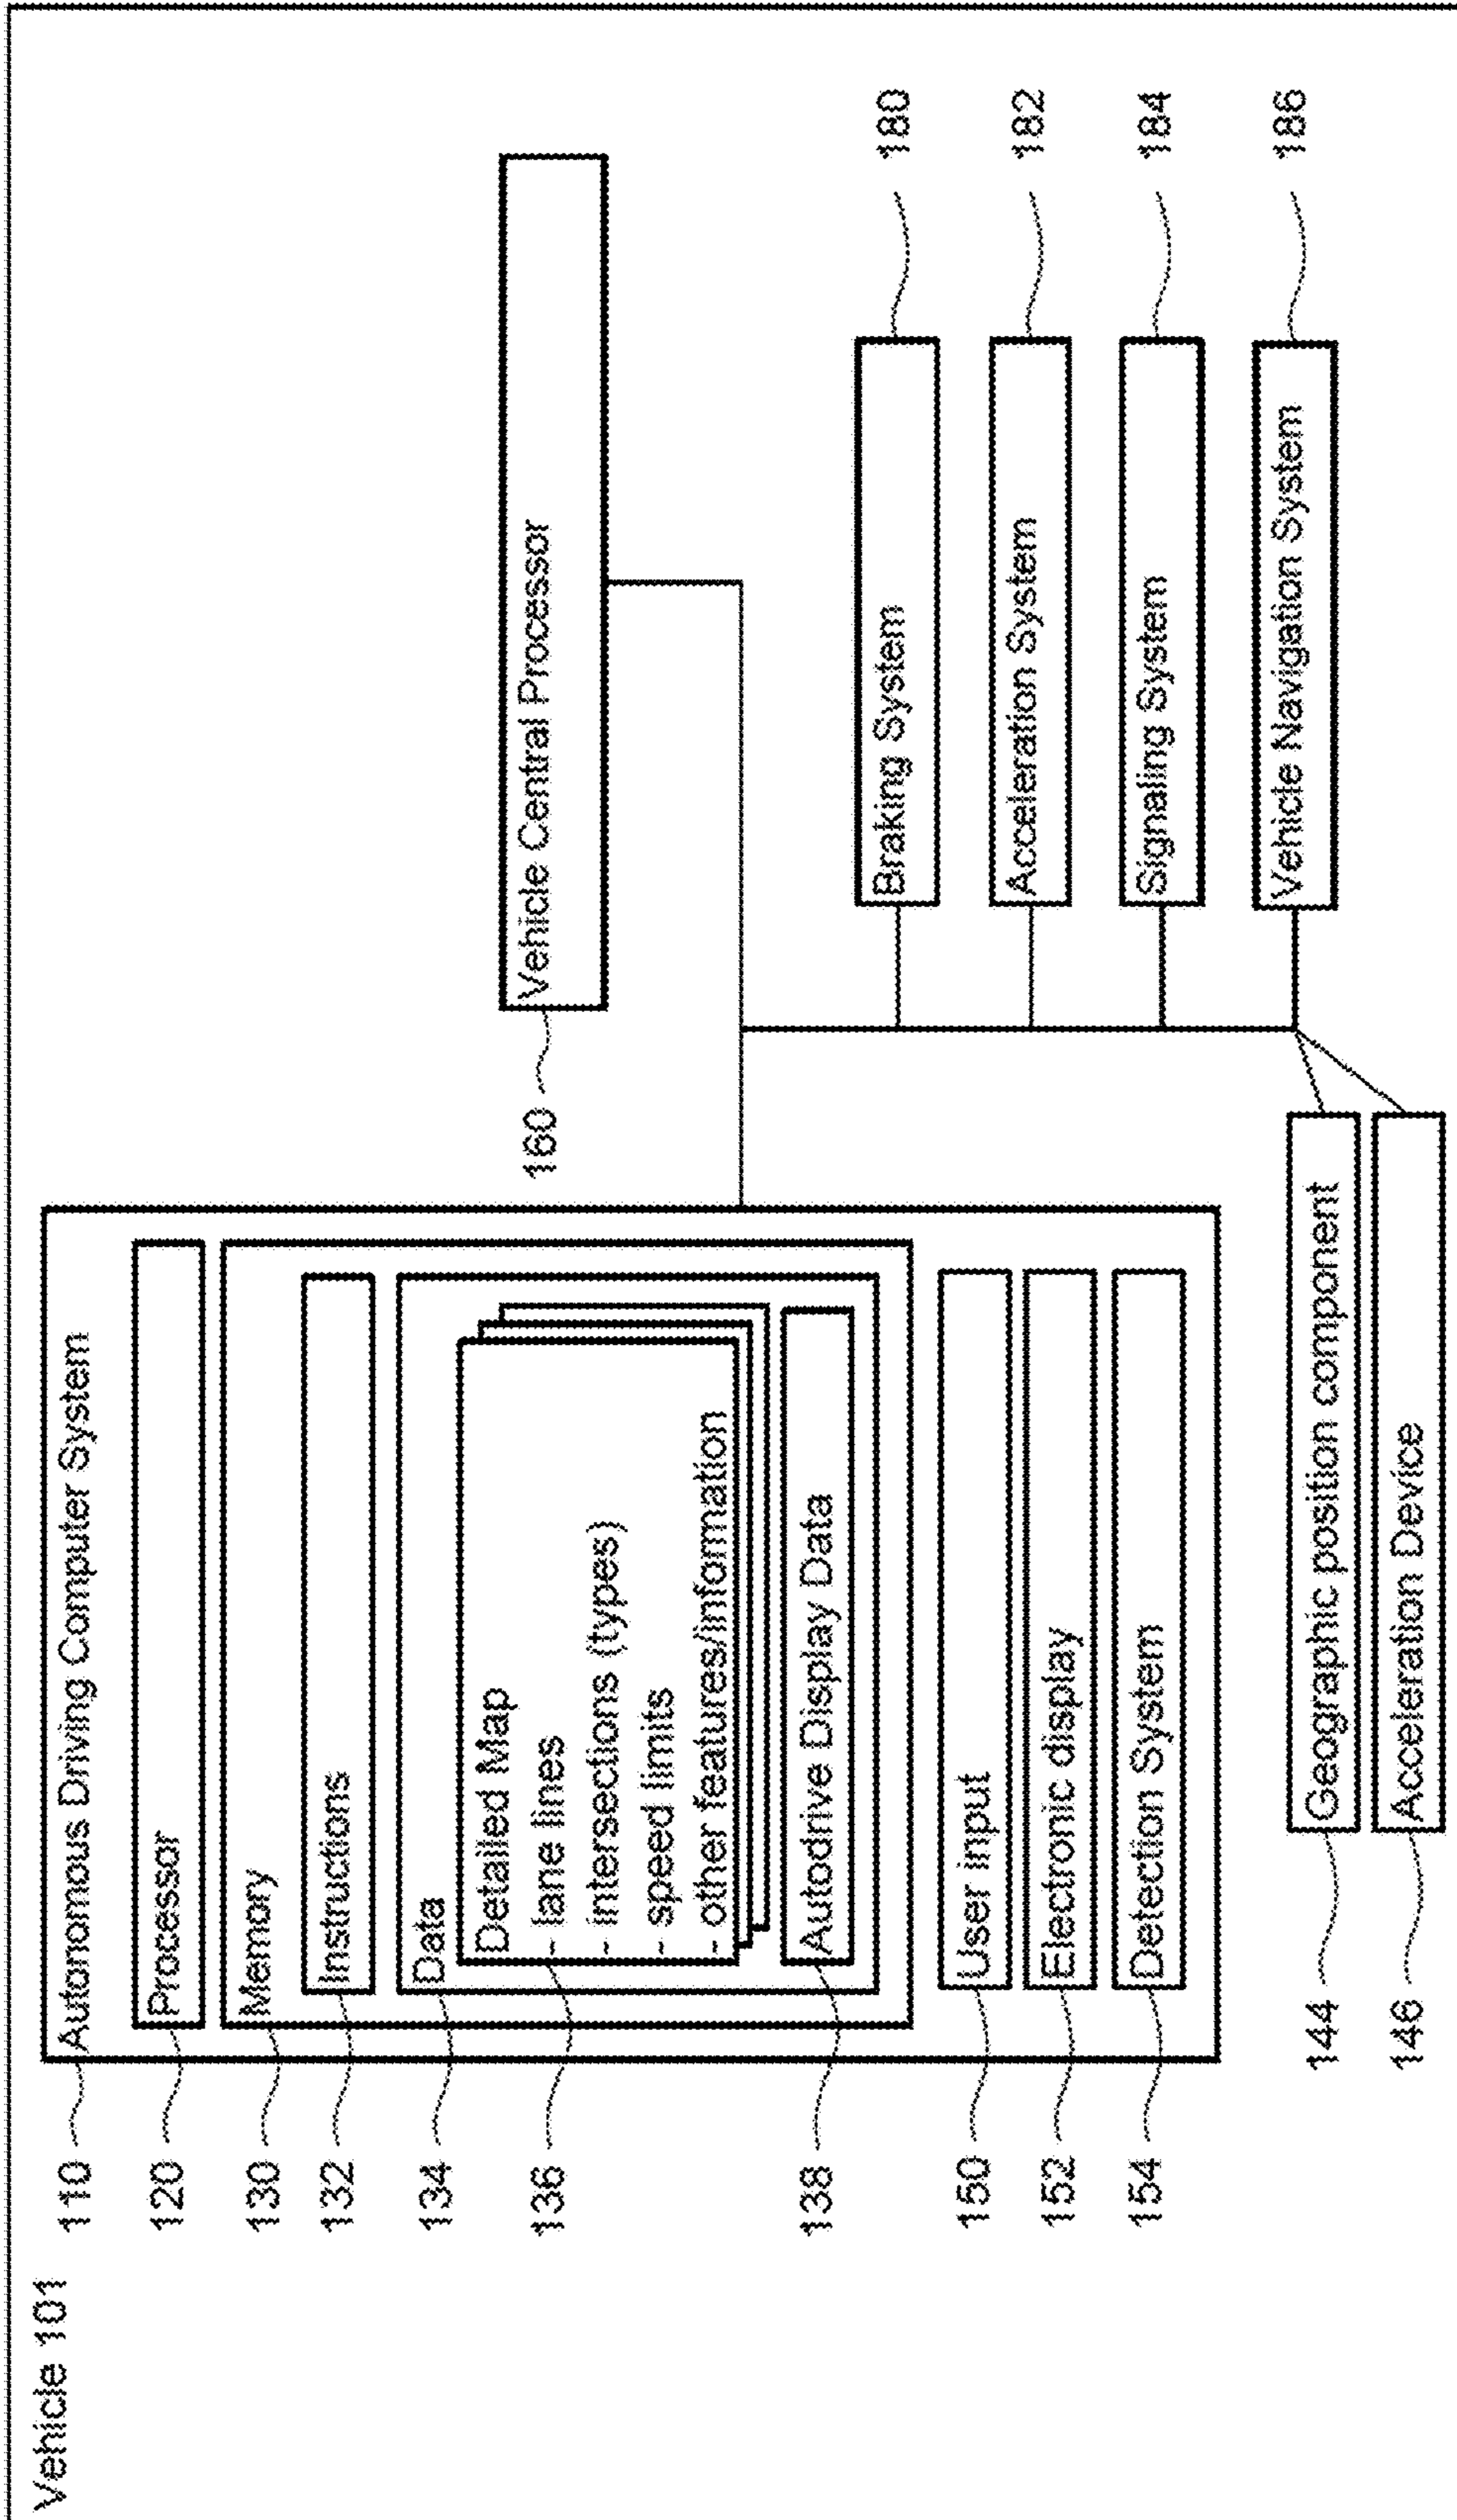 Vehicle 101
110
Autonomous Driving Computer System
120
Processor
130
Memory
132
Instructions
134
Data
136
Detailed Map
- lane lines
- intersections (types)
- speed limits
- other features/information
138
Autodrive Display Data
150
User input
152
Electronic display
154
Detection System
144
Geographic position component
146
Acceleration Device
160
Vehicle Central Processor
Braking System
180
Acceleration System
182
Signaling System
184
Vehicle Navigation System
186